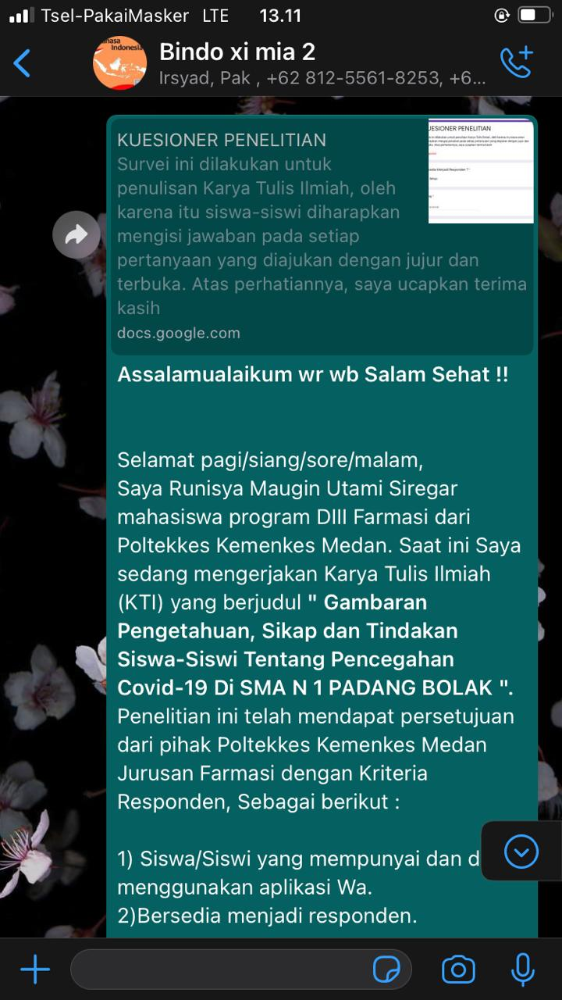 Tsel-PakaiMasker LTE 13.11
Bindo xi mia 2
Irsyad, Pak , +62 812-5561-8253, +6...
KUESIONER PENELITIAN
Survei ini dilakukan untuk
penulisan Karya Tulis Ilmiah, oleh
karena itu siswa-siswi diharapkan
mengisi jawaban pada setiap
pertanyaan yang diajukan dengan jujur dan
terbuka. Atas perhatiannya, saya ucapkan terima
kasih
docs.google.com
Assalamualaikum wr wb Salam Sehat !!
Selamat pagi/siang/sore/malam,
Saya Runisya Maugin Utami Siregar
mahasiswa program DIII Farmasi dari
Poltekkes Kemenkes Medan. Saat ini Saya
sedang mengerjakan Karya Tulis Ilmiah
(KTI) yang berjudul " Gambaran
Pengetahuan, Sikap dan Tindakan
Siswa-Siswi Tentang Pencegahan
Covid-19 Di SMA N 1 PADANG BOLAK ".
Penelitian ini telah mendapat persetujuan
dari pihak Poltekkes Kemenkes Medan
Jurusan Farmasi dengan Kriteria
Responden, Sebagai berikut :
1) Siswa/Siswi yang mempunyai dan d
menggunakan aplikasi Wa.
2)Bersedia menjadi responden.